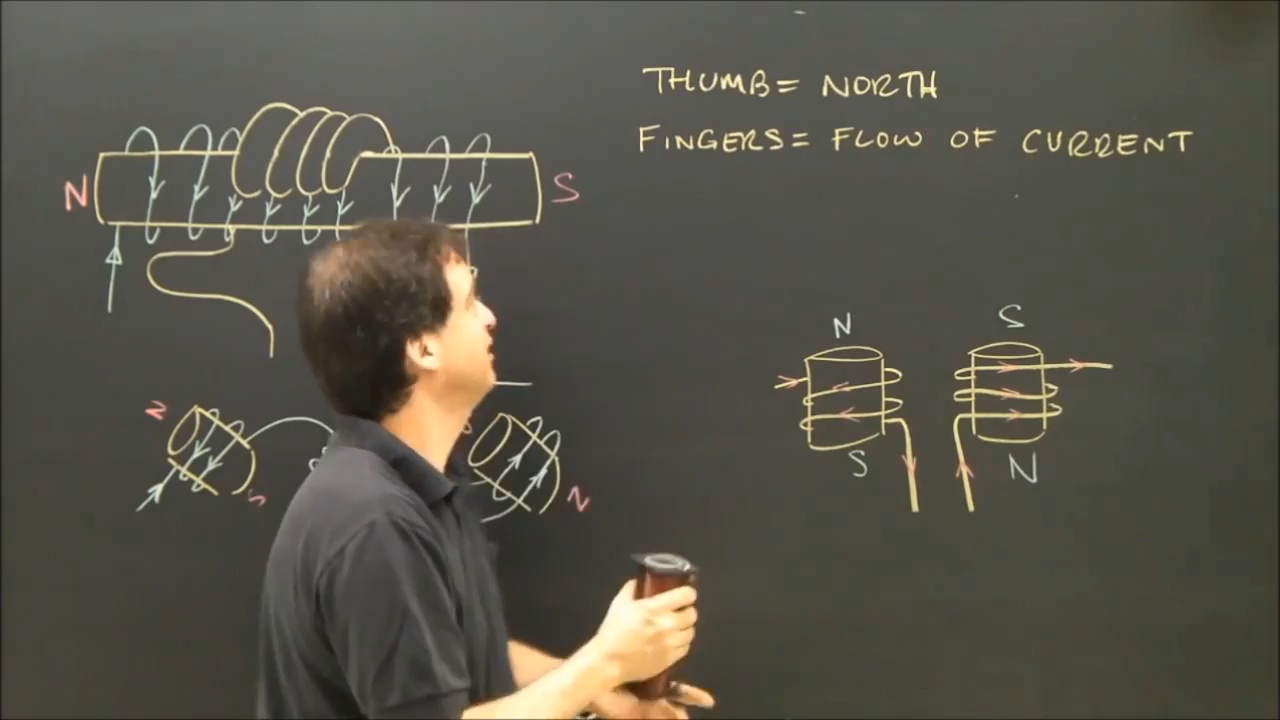 THUMB = NORTH
FINGERS = FLOW OF CURRENT
N S
N S
N S
S N
N
S